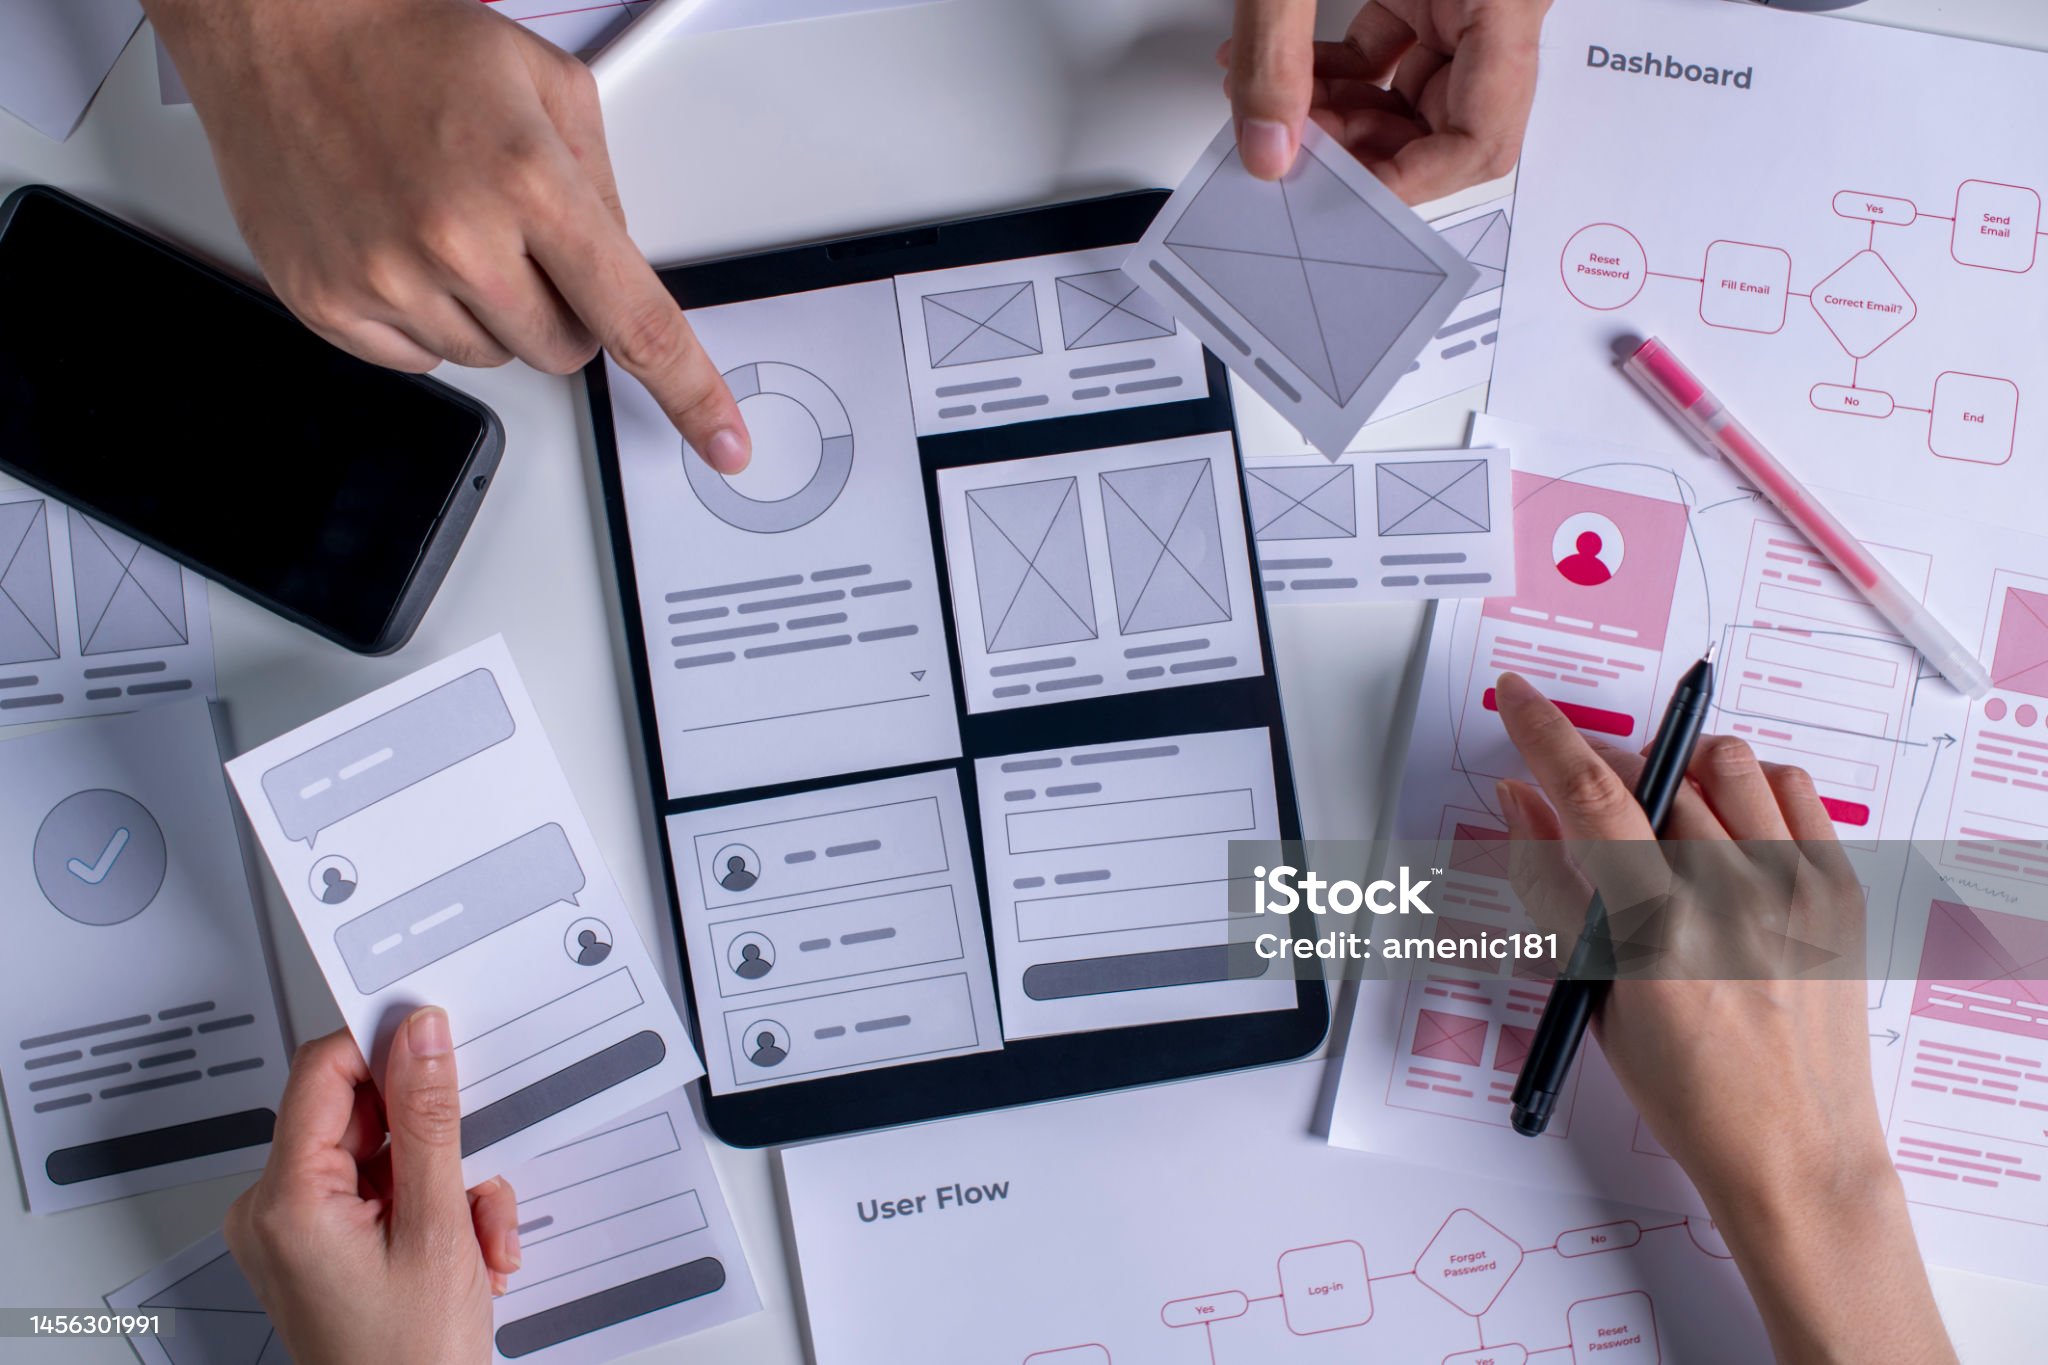 Dashboard
Yes
Send
Email
Reset
Password
Fill Email
Correct Email?
No
End
iStock™
Credit: amenic181
User Flow
No
Forgot
Password
Log-in
Yes
Reset
Password
Yes
1456301991